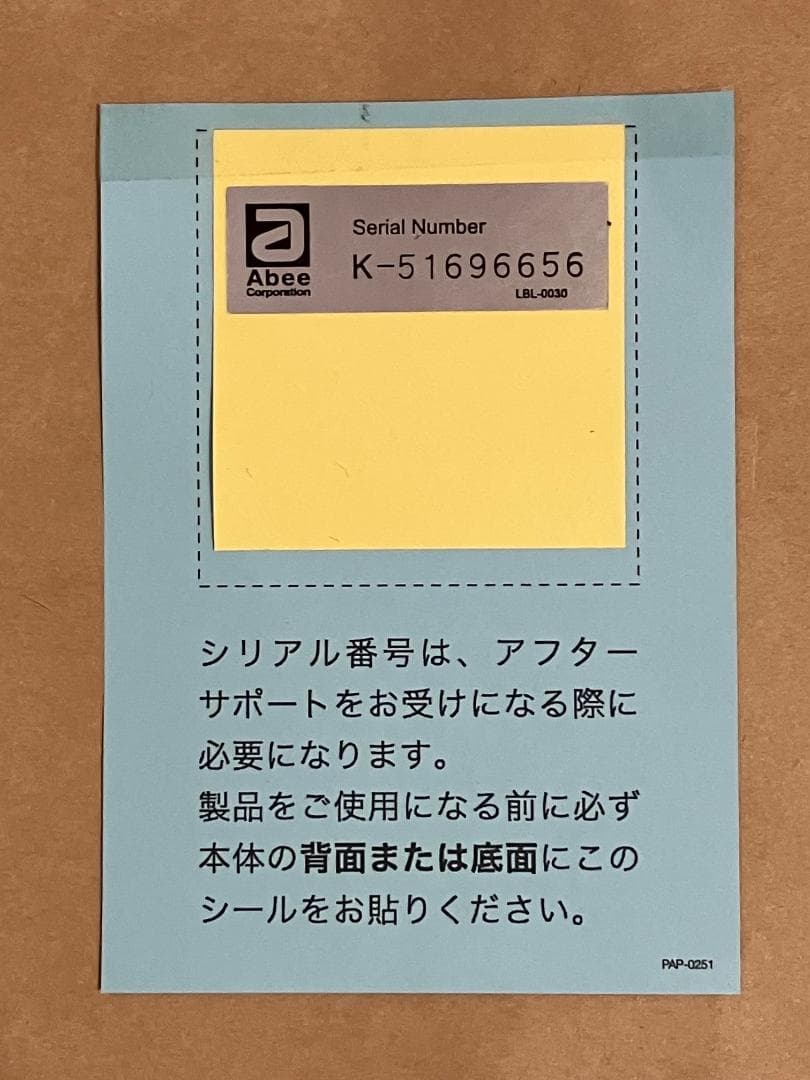 a
Abee
Corporation
Serial Number
K-51696656
LBL-0030
シリアル番号は、アフター
サポートをお受けになる際に
必要になります。
製品をご使用になる前に必ず
本体の背面または底面にこの
シールをお貼りください。
PAP-0251